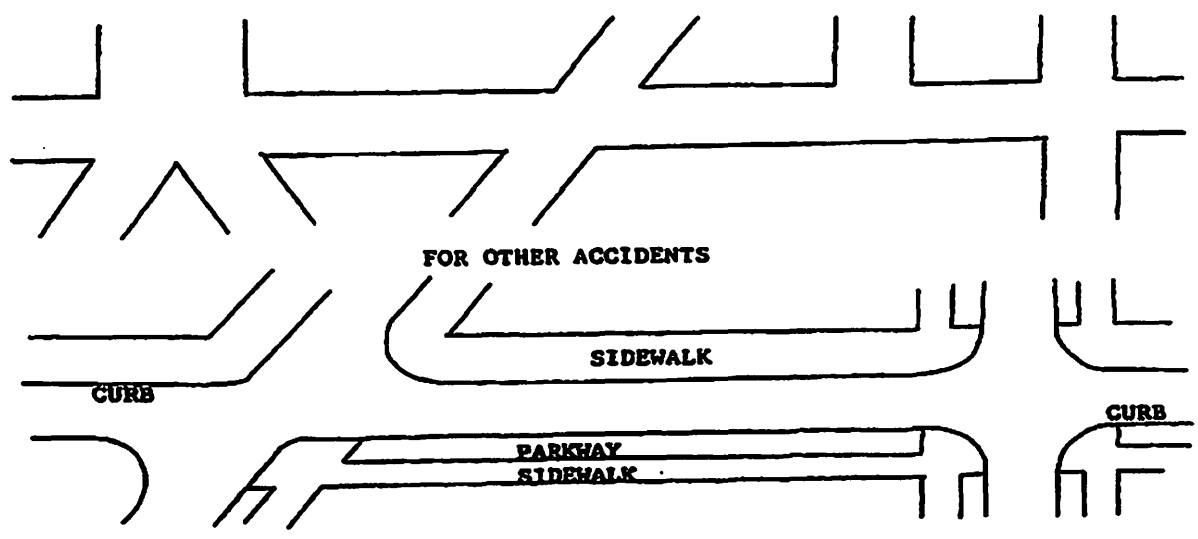 FOR OTHER ACCIDENTS
SIDEWALK
CURB
CURB
PARKWAY
SIDEWALK